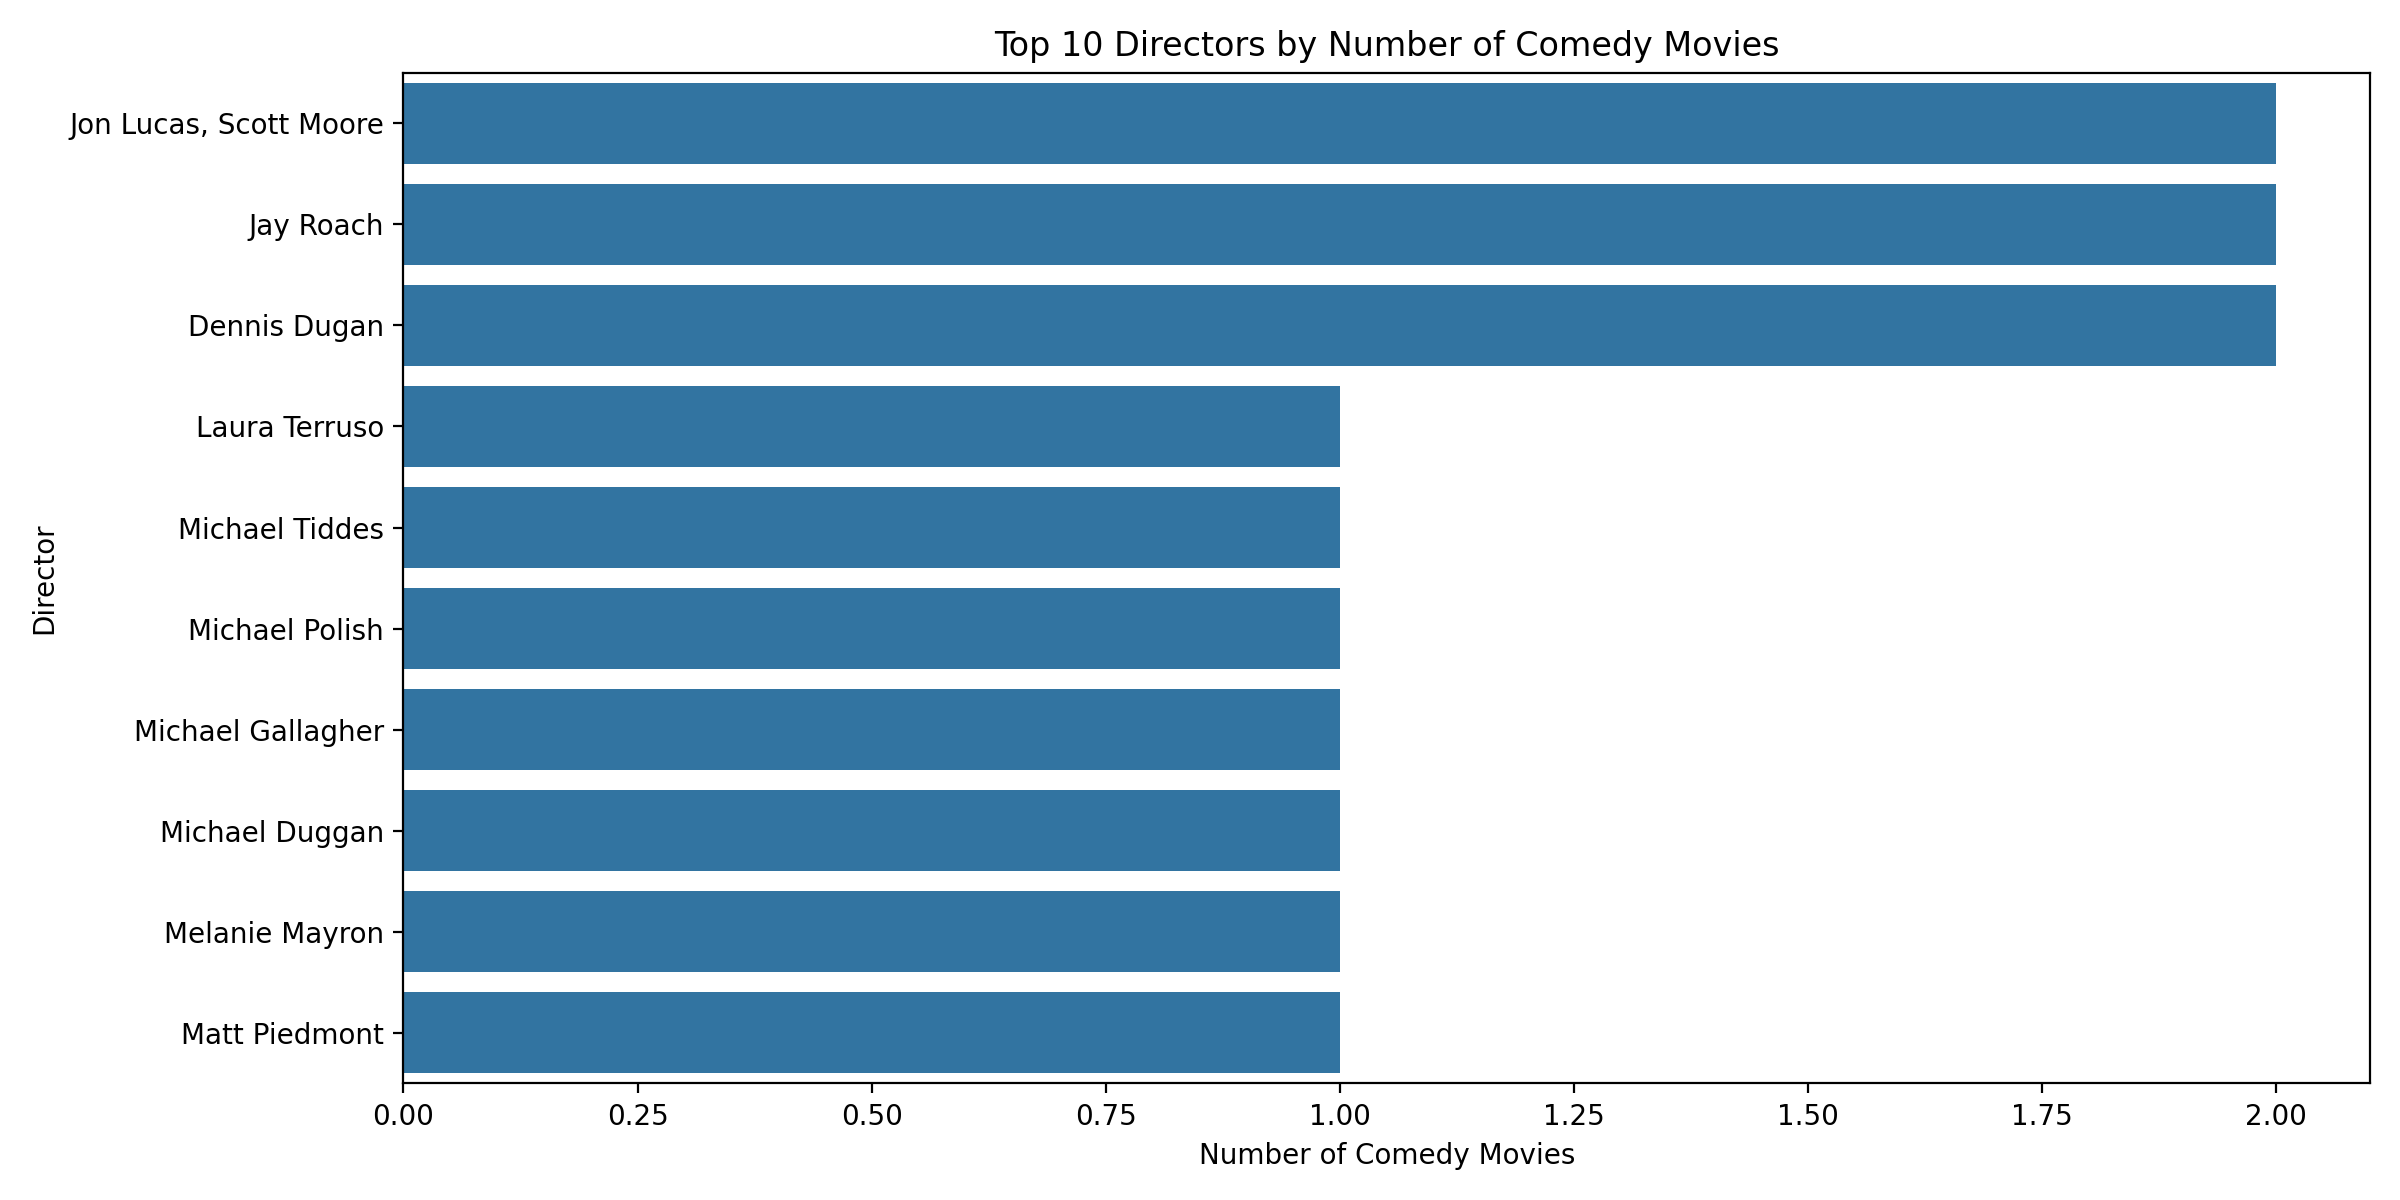 Top 10 Directors by Number of Comedy Movies
Jon Lucas, Scott Moore
Jay Roach
Dennis Dugan
Laura Terruso
Michael Tiddes
Michael Polish
Michael Gallagher
Michael Duggan
Melanie Mayron
Matt Piedmont
Director
0.00 0.25 0.50 0.75 1.00 1.25 1.50 1.75 2.00
Number of Comedy Movies